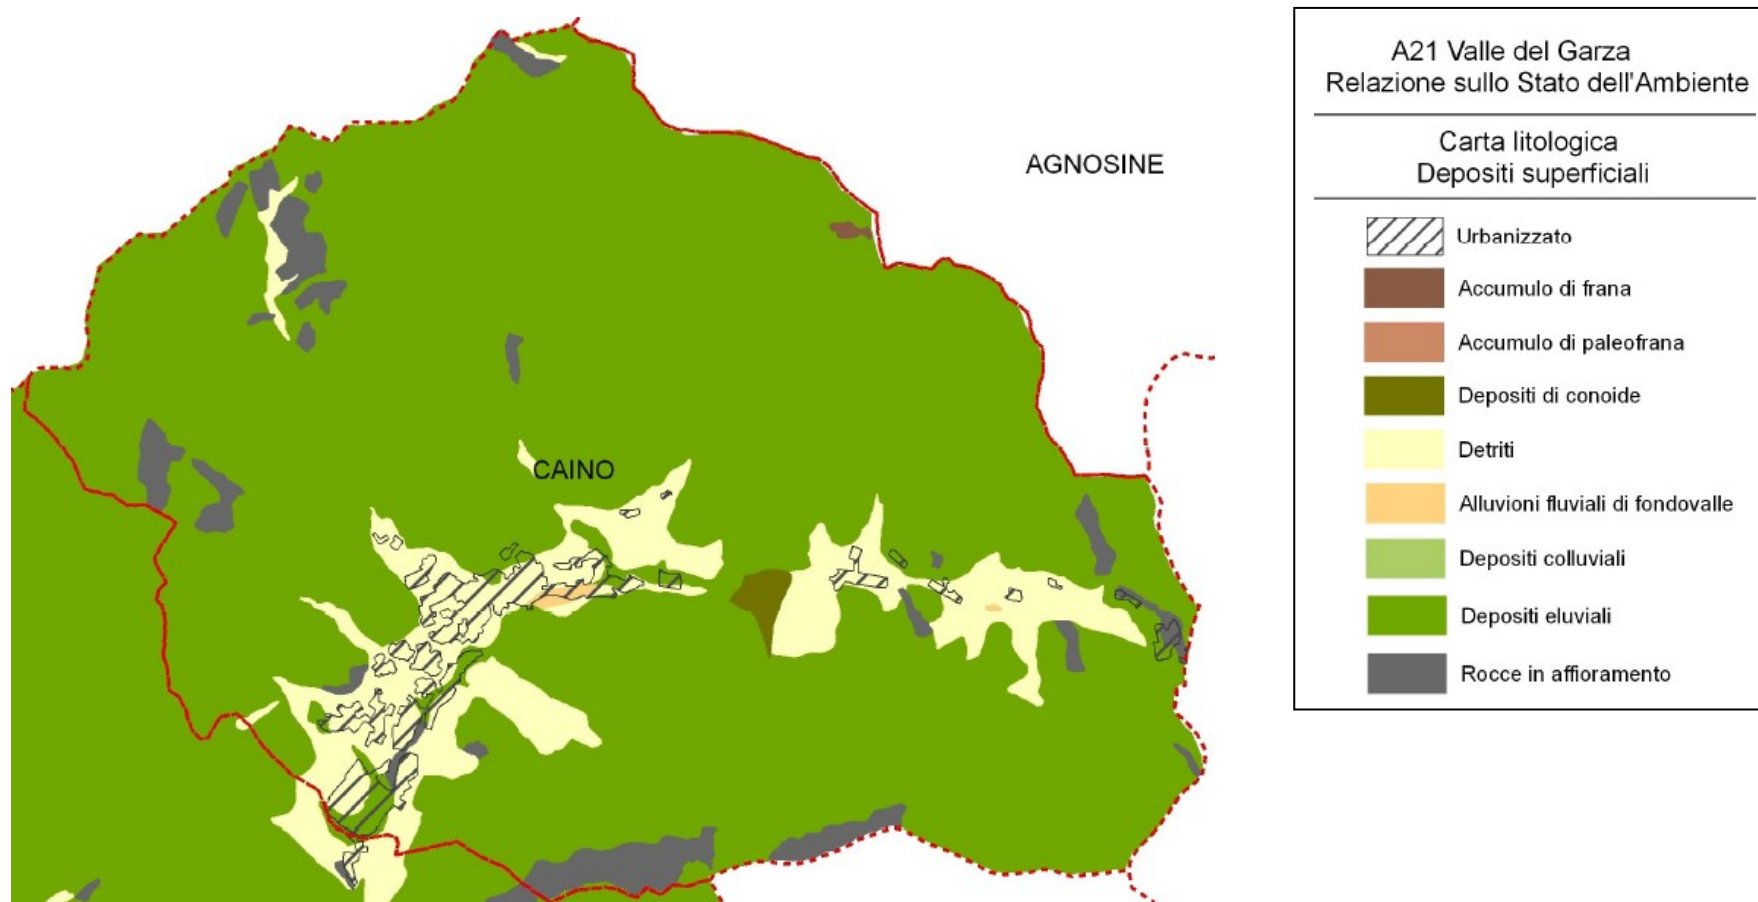 AGNOSINE
CAINO
A21 Valle del Garza
Relazione sullo Stato dell'Ambiente
Carta litologica
Depositi superficiali
Urbanizzato
Accumulo di frana
Accumulo di paleofrana
Depositi di conoide
Detriti
Alluvioni fluviali di fondovalle
Depositi colluviali
Depositi eluviali
Rocce in affioramento